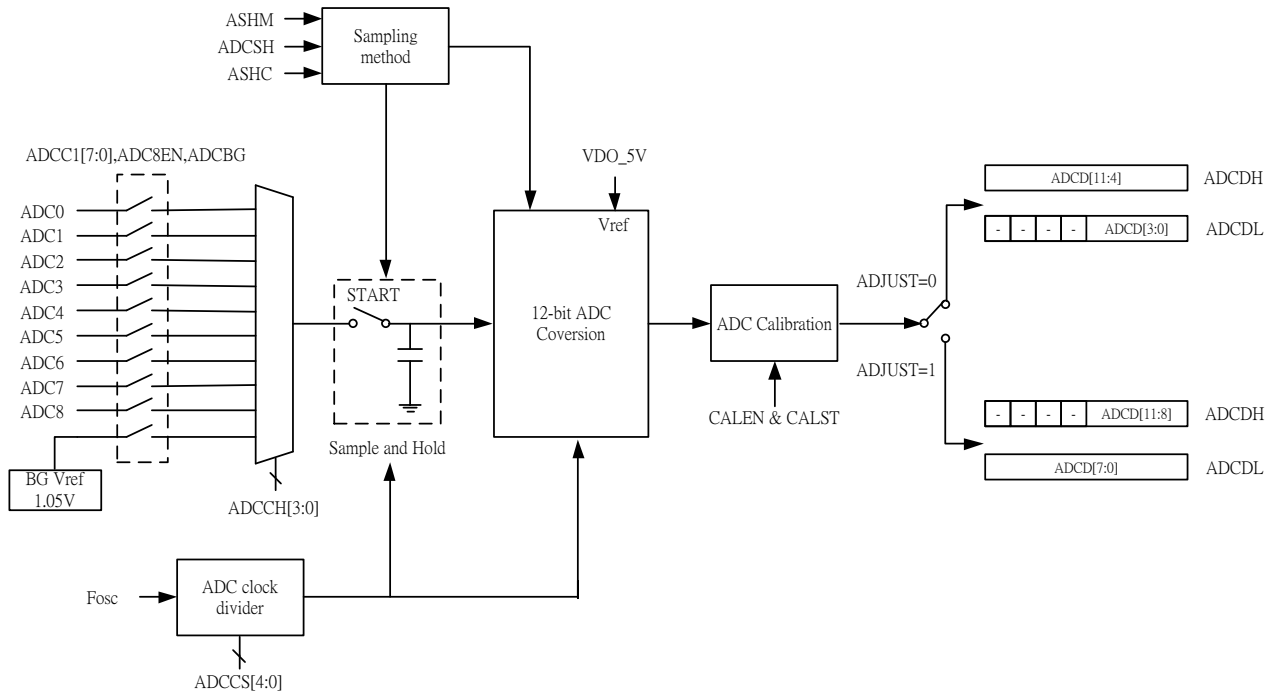 ASHM
ADCSH
ASHC
Sampling
method
ADCC1[7:0],ADC8EN,ADCBG
ADC0
ADC1
ADC2
ADC3
ADC4
ADC5
ADC6
ADC7
ADC8
BG Vref
1.05V
ADCCH[3:0]
START
Sample and Hold
VDO_5V
Vref
12-bit ADC
Coversion
ADC Calibration
CALEN & CALST
ADJUST=0
ADJUST=1
ADCD[11:4] ADCDH
- - - - ADCD[3:0] ADCDL
- - - - ADCD[11:8] ADCDH
ADCD[7:0] ADCDL
Fosc
ADC clock
divider
ADCCS[4:0]